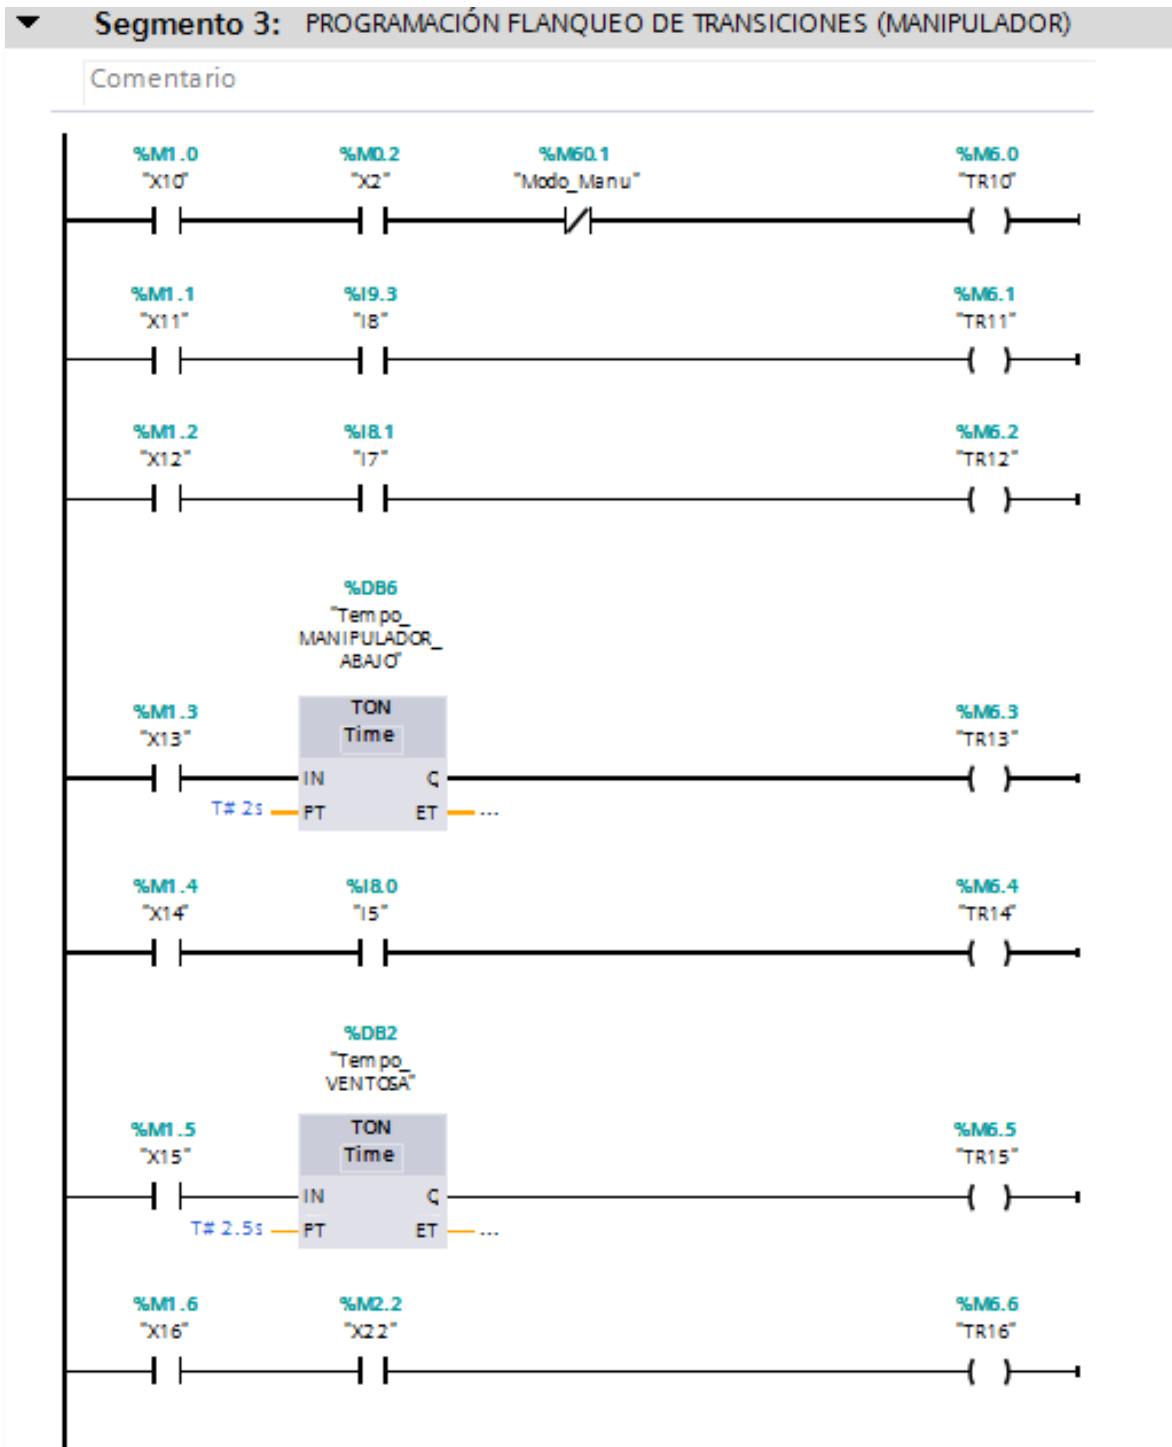 Segmento 3: PROGRAMACIÓN FLANQUEO DE TRANSICIONES (MANIPULADOR)
Comentario
%M1.0 %M0.2 %M60.1 %M6.0
"X10" "X2" "Modo_Manu" "TR10"
%M1.1 %I9.3 %M6.1
"X11" "I8" "TR11"
%M1.2 %I8.1 %M6.2
"X12" "I7" "TR12"
%DB6
"Tempo_
MANIPULADOR_
ABAJO"
TON
%M1.3 %M6.3
"X13" Time "TR13"
IN Q
T# 2s PT ET ...
%M1.4 %I8.0 %M6.4
"X14" "I5" "TR14"
%DB2
"Tempo_
VENTOSA"
TON
%M1.5 %M6.5
"X15" Time "TR15"
IN Q
T# 2.5s PT ET ...
%M1.6 %M2.2 %M6.6
"X16" "X22" "TR16"